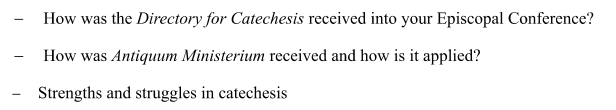 – How was the Directory for Catechesis received into your Episcopal Conference?
– How was Antiquum Ministerium received and how is it applied?
– Strengths and struggles in catechesis